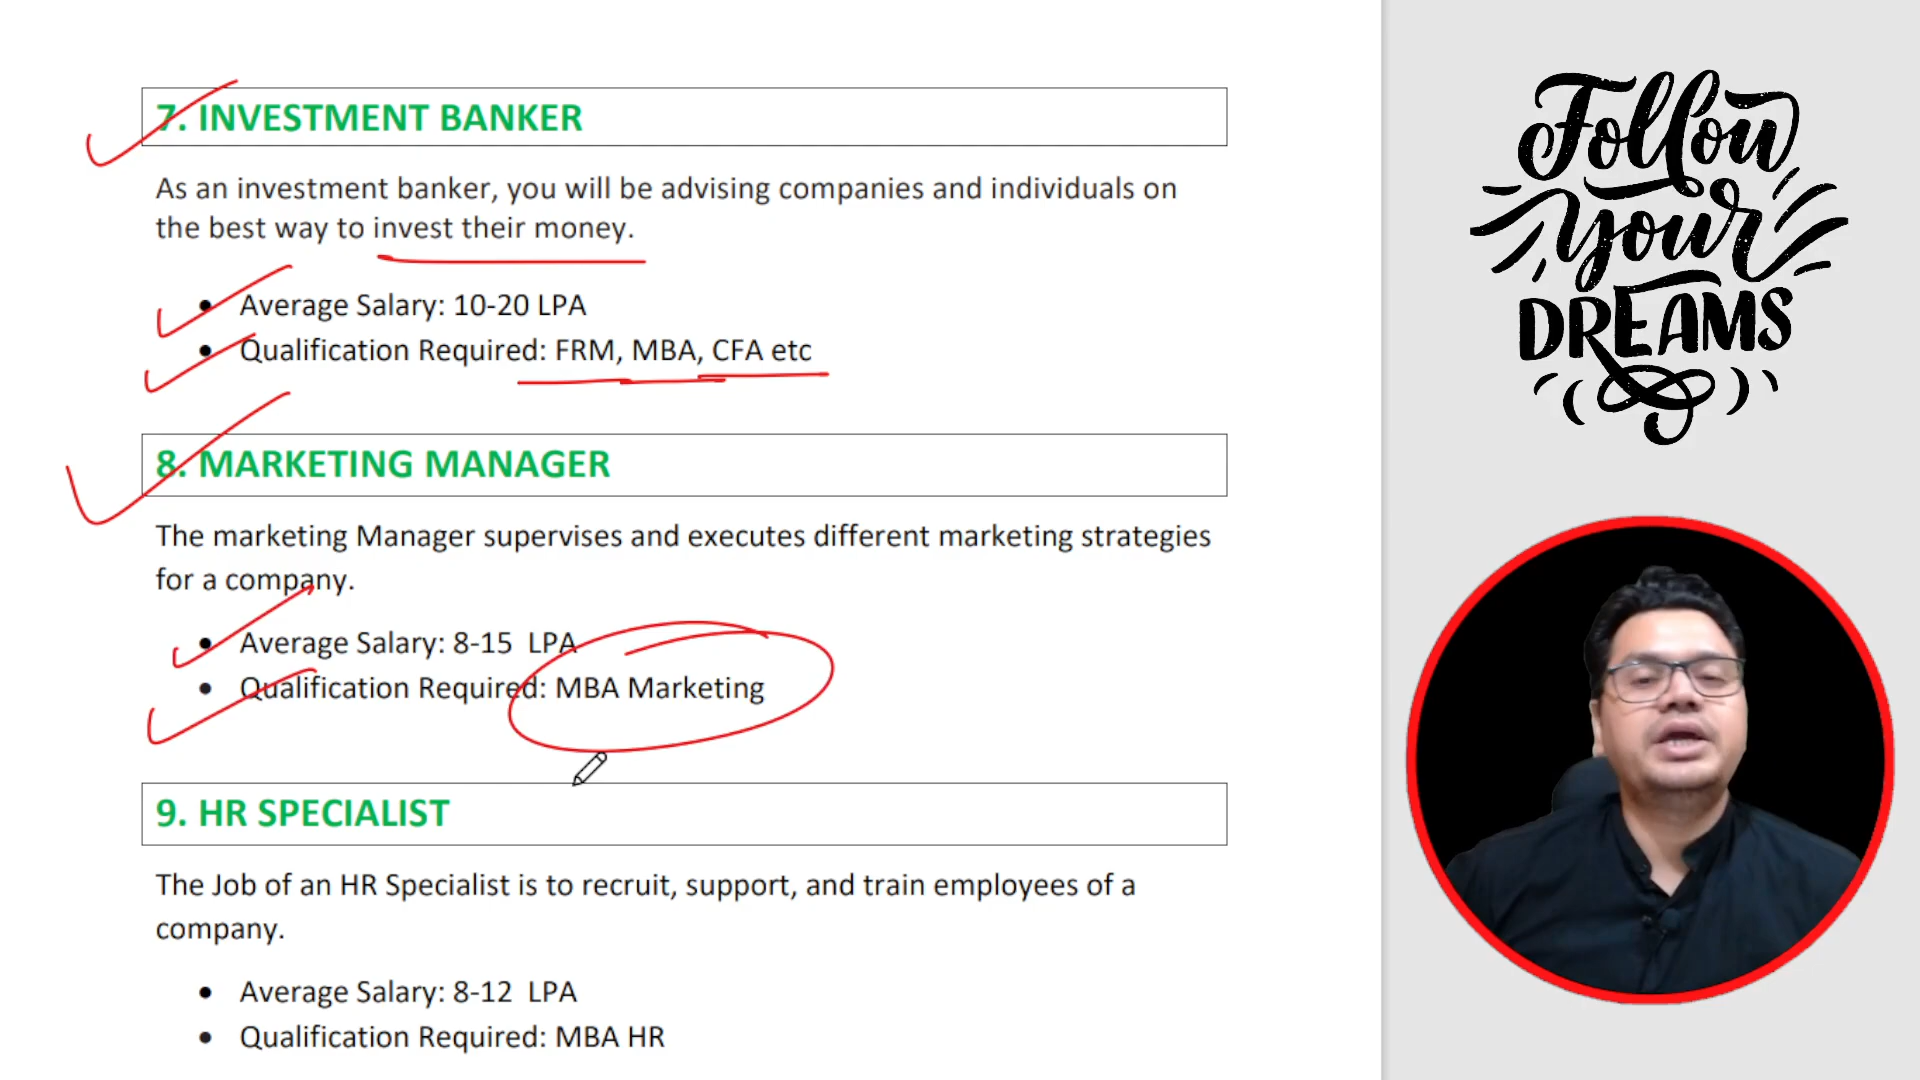 7. INVESTMENT BANKER
As an investment banker, you will be advising companies and individuals on
the best way to invest their money.
• Average Salary: 10-20 LPA
• Qualification Required: FRM, MBA, CFA etc
8. MARKETING MANAGER
The marketing Manager supervises and executes different marketing strategies
for a company.
• Average Salary: 8-15  LPA
• Qualification Required: MBA Marketing
9. HR SPECIALIST
The Job of an HR Specialist is to recruit, support, and train employees of a
company.
• Average Salary: 8-12  LPA
• Qualification Required: MBA HR
Follow
your
DREAMS